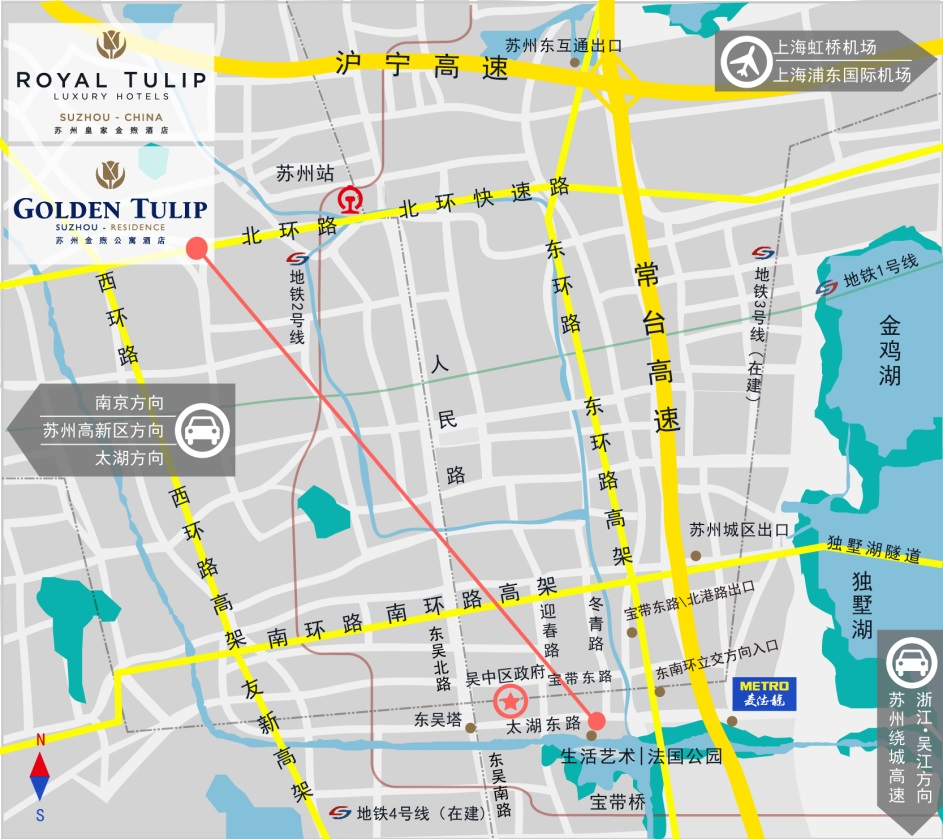 ROYAL TULIP
LUXURY HOTELS
SUZHOU - CHINA
苏州皇家金煦酒店
GOLDEN TULIP
SUZHOU - RESIDENCE
苏州金煦公寓酒店
沪宁高速
苏州东互通出口
上海虹桥机场
上海浦东国际机场
苏州站
北环路
北环快速路
西环路
地铁2号线
东环路
常台高速
地铁3号线(在建)
地铁1号线
金鸡湖
人民路
南京方向
苏州高新区方向
太湖方向
东环路高架
西环路高架
苏州城区出口
独墅湖隧道
独墅湖
南环路
南环路高架
迎春路
冬青路
宝带东路\北港路出口
东吴北路
吴中区政府
宝带东路
东南环立交方向入口
METRO
麦德龍
友新高架
东吴塔
太湖东路
生活艺术|法国公园
宝带桥
东吴南路
地铁4号线(在建)
浙江·吴江方向
苏州绕城高速
N
S